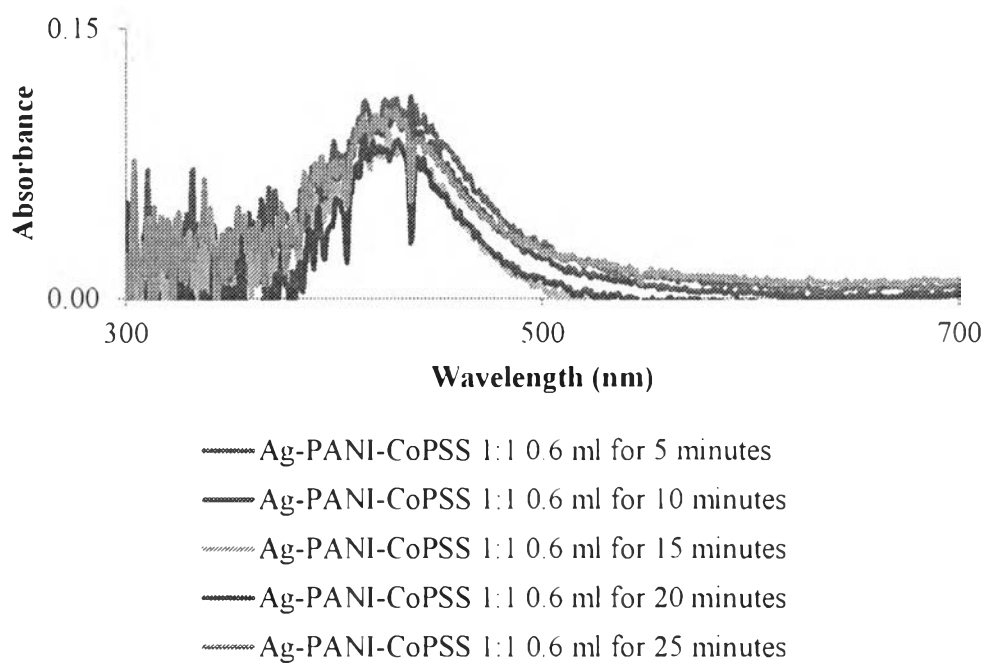 0.15
Absorbance
0.00
300
500
700
Wavelength (nm)
Ag-PANI-CoPSS 1:1 0.6 ml for 5 minutes
Ag-PANI-CoPSS 1:1 0.6 ml for 10 minutes
Ag-PANI-CoPSS 1:1 0.6 ml for 15 minutes
Ag-PANI-CoPSS 1:1 0.6 ml for 20 minutes
Ag-PANI-CoPSS 1:1 0.6 ml for 25 minutes